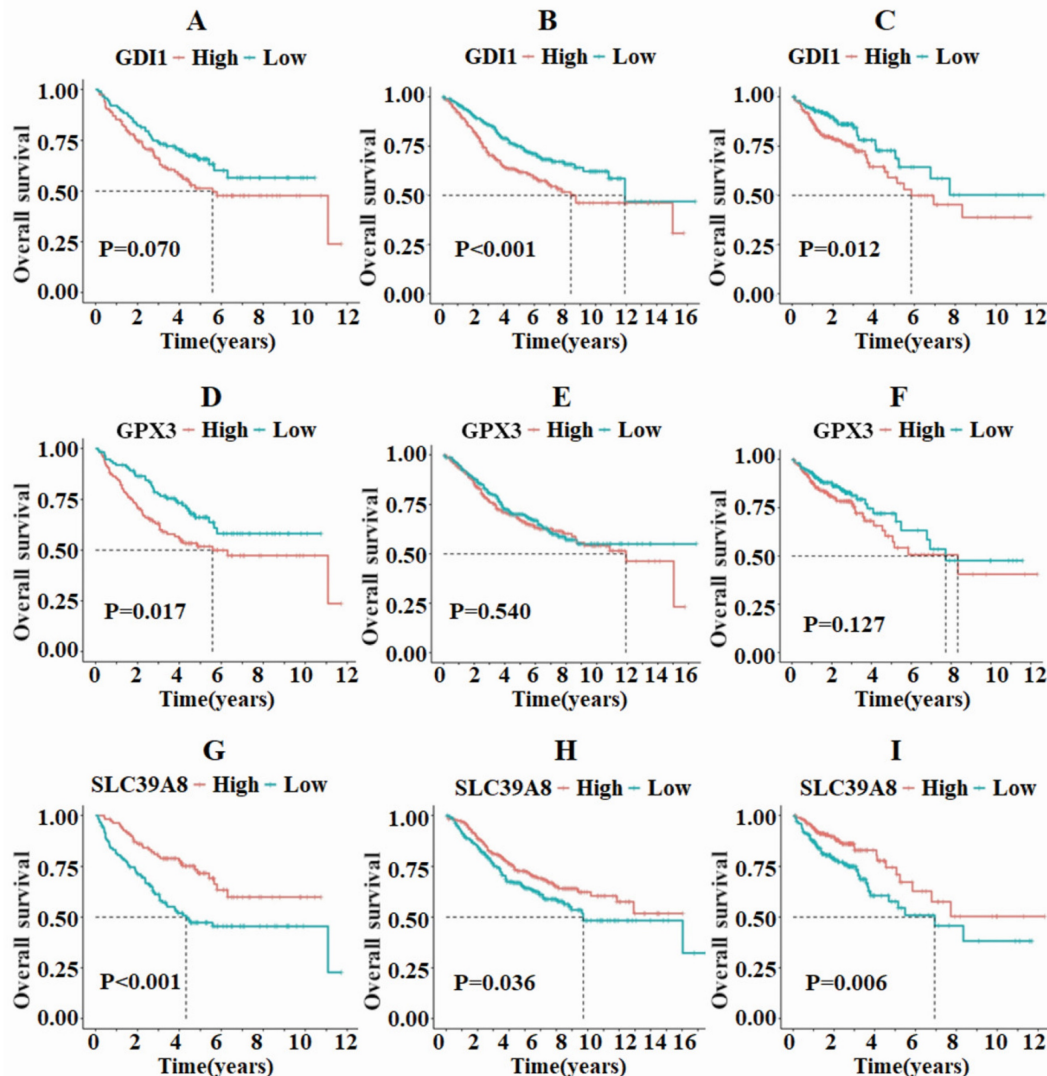 A
GDI1 High Low
Overall survival
1.00
0.75
0.50
0.25
0.00
P=0.070
0 2 4 6 8 10 12
Time(years)
B
GDI1 High Low
Overall survival
1.00
0.75
0.50
0.25
0.00
P<0.001
0 2 4 6 8 10 12 14 16
Time(years)
C
GDI1 High Low
Overall survival
1.00
0.75
0.50
0.25
0.00
P=0.012
0 2 4 6 8 10 12
Time(years)
D
GPX3 High Low
Overall survival
1.00
0.75
0.50
0.25
0.00
P=0.017
0 2 4 6 8 10 12
Time(years)
E
GPX3 High Low
Overall survival
1.00
0.75
0.50
0.25
0.00
P=0.540
0 2 4 6 8 10 12 14 16
Time(years)
F
GPX3 High Low
Overall survival
1.00
0.75
0.50
0.25
0.00
P=0.127
0 2 4 6 8 10 12
Time(years)
G
SLC39A8 High Low
Overall survival
1.00
0.75
0.50
0.25
0.00
P<0.001
0 2 4 6 8 10 12
Time(years)
H
SLC39A8 High Low
Overall survival
1.00
0.75
0.50
0.25
0.00
P=0.036
0 2 4 6 8 10 12 14 16
Time(years)
I
SLC39A8 High Low
Overall survival
1.00
0.75
0.50
0.25
0.00
P=0.006
0 2 4 6 8 10 12
Time(years)